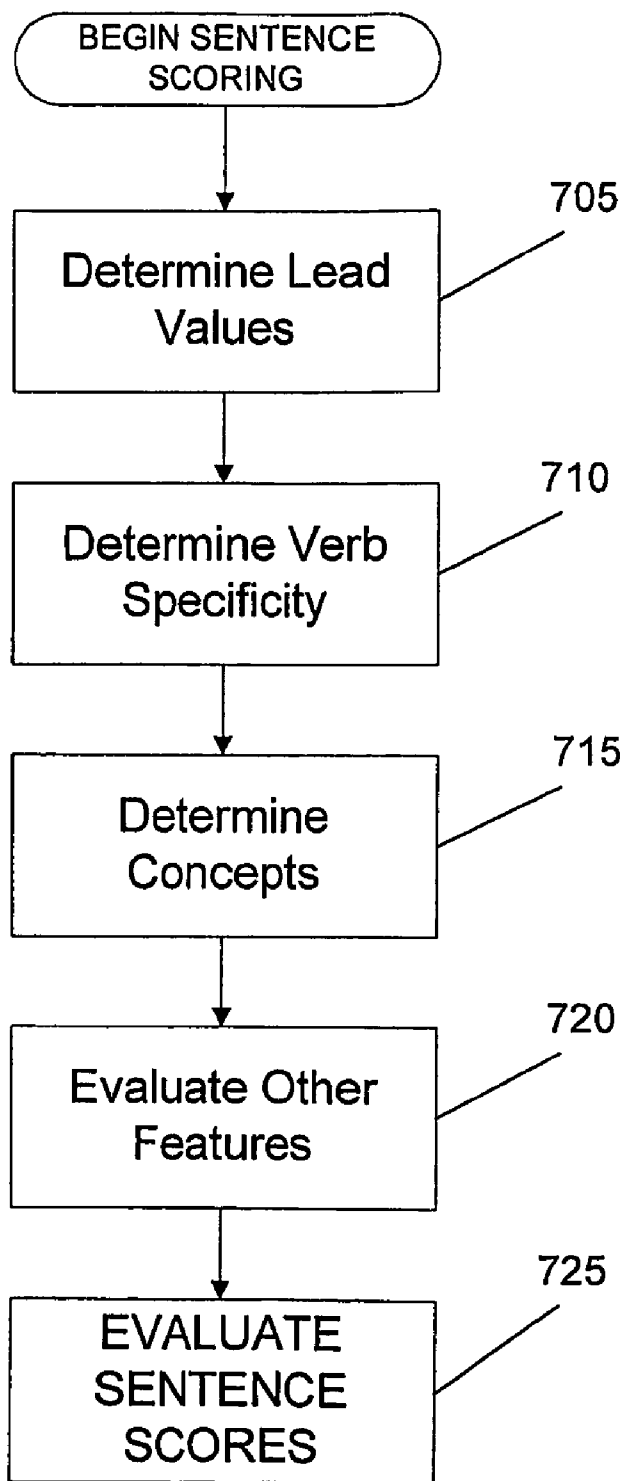 BEGIN SENTENCE
SCORING
705
Determine Lead
Values
710
Determine Verb
Specificity
715
Determine
Concepts
720
Evaluate Other
Features
725
EVALUATE
SENTENCE
SCORES